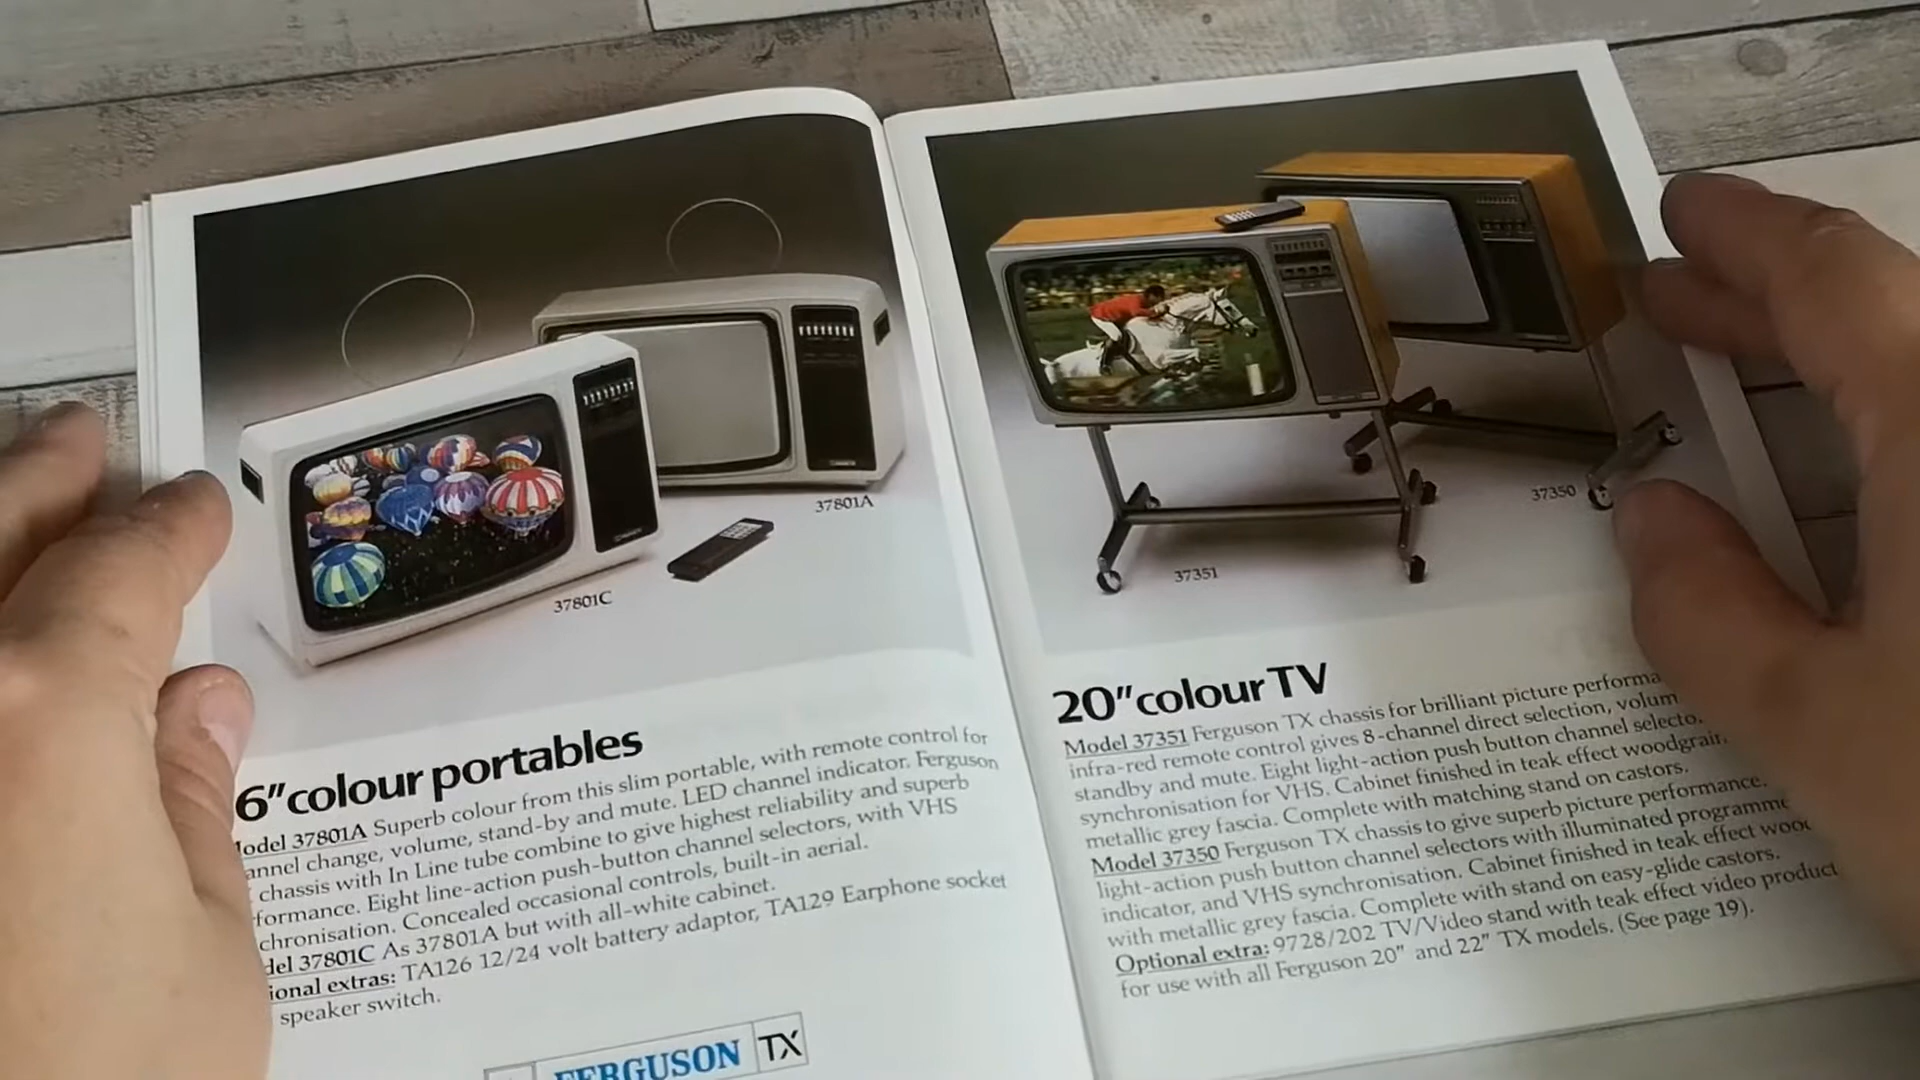 37801A
37801C
6"colour portables
Model 37801A Superb colour from this slim portable, with remote control for
annel change, volume, stand-by and mute. LED channel indicator. Ferguson
chassis with In Line tube combine to give highest reliability and superb
formance. Eight line-action push-button channel selectors, with VHS
chronisation. Concealed occasional controls, built-in aerial.
del 37801C As 37801A but with all-white cabinet.
ional extras: TA126 12/24 volt battery adaptor, TA129 Earphone socket
speaker switch.
FERGUSON TX
37350
37351
20"colour TV
Model 37351 Ferguson TX chassis for brilliant picture performa
infra-red remote control gives 8-channel direct selection, volum
standby and mute. Eight light-action push button channel selecto
synchronisation for VHS. Cabinet finished in teak effect woodgrain
metallic grey fascia. Complete with matching stand on castors.
Model 37350 Ferguson TX chassis to give superb picture performance.
light-action push button channel selectors with illuminated programme
indicator, and VHS synchronisation. Cabinet finished in teak effect wood
with metallic grey fascia. Complete with stand on easy-glide castors.
Optional extra: 9728/202 TV/Video stand with teak effect video product
for use with all Ferguson 20" and 22" TX models. (See page 19).